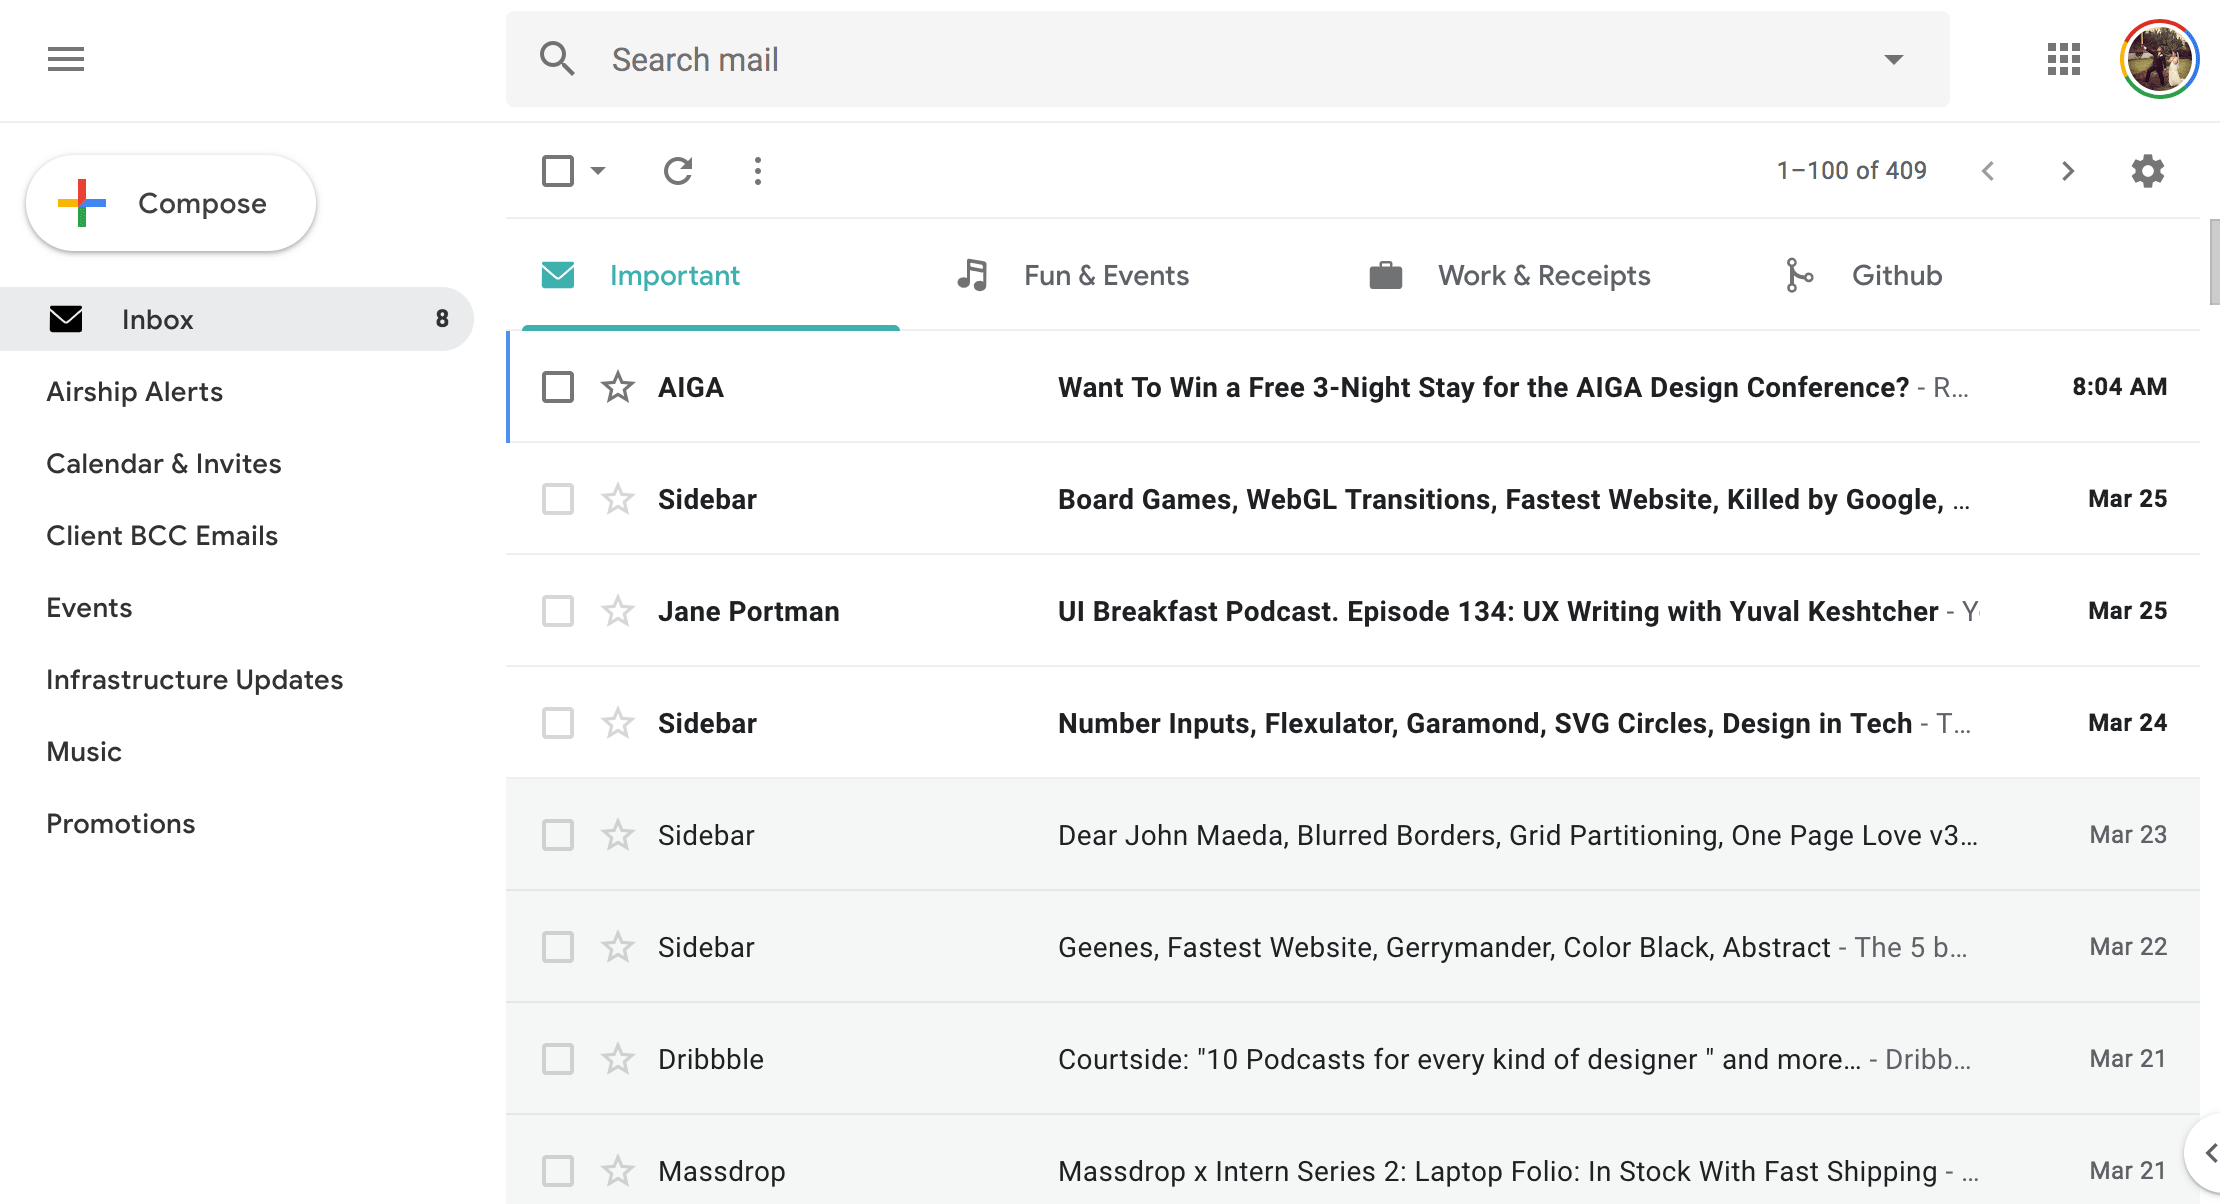 Search mail
Compose
1–100 of 409
Important
Fun & Events
Work & Receipts
Github
Inbox 8
Airship Alerts
Calendar & Invites
Client BCC Emails
Events
Infrastructure Updates
Music
Promotions
AIGA Want To Win a Free 3-Night Stay for the AIGA Design Conference? - R… 8:04 AM
Sidebar Board Games, WebGL Transitions, Fastest Website, Killed by Google, … Mar 25
Jane Portman UI Breakfast Podcast. Episode 134: UX Writing with Yuval Keshtcher - Y Mar 25
Sidebar Number Inputs, Flexulator, Garamond, SVG Circles, Design in Tech - T… Mar 24
Sidebar Dear John Maeda, Blurred Borders, Grid Partitioning, One Page Love v3… Mar 23
Sidebar Geenes, Fastest Website, Gerrymander, Color Black, Abstract - The 5 b… Mar 22
Dribbble Courtside: "10 Podcasts for every kind of designer " and more… - Dribb… Mar 21
Massdrop Massdrop x Intern Series 2: Laptop Folio: In Stock With Fast Shipping - … Mar 21